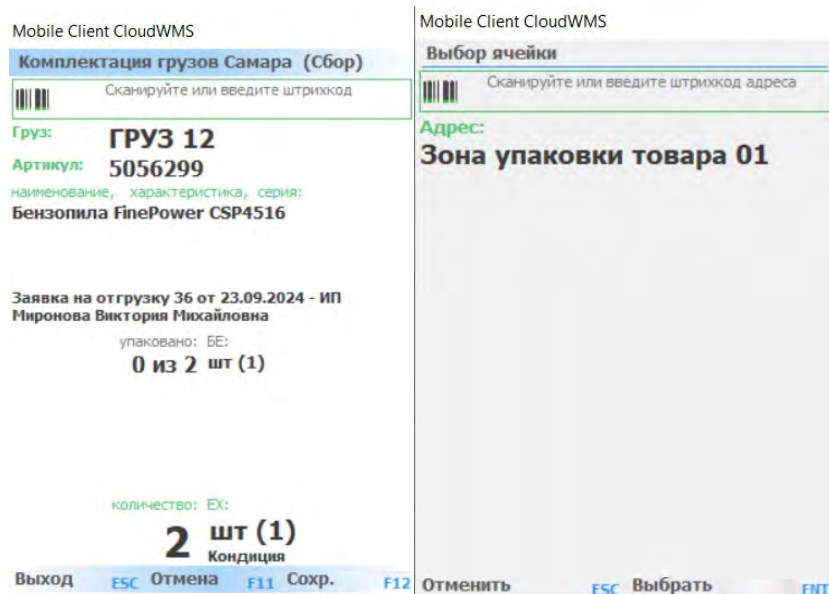 Mobile Client CloudWMS
Комплектация грузов Самара (Сбор)
Сканируйте или введите штрихкод
Груз: ГРУЗ 12
Артикул: 5056299
наименование, характеристика, серия:
Бензопила FinePower CSP4516
Заявка на отгрузку 36 от 23.09.2024 - ИП
Миронова Виктория Михайловна
упаковано: БЕ:
0 из 2 шт (1)
количество: ЕХ:
2 шт (1)
Кондиция
Выход ESC Отмена F11 Сохр. F12
Mobile Client CloudWMS
Выбор ячейки
Сканируйте или введите штрихкод адреса
Адрес:
Зона упаковки товара 01
Отменить ESC Выбрать ENT